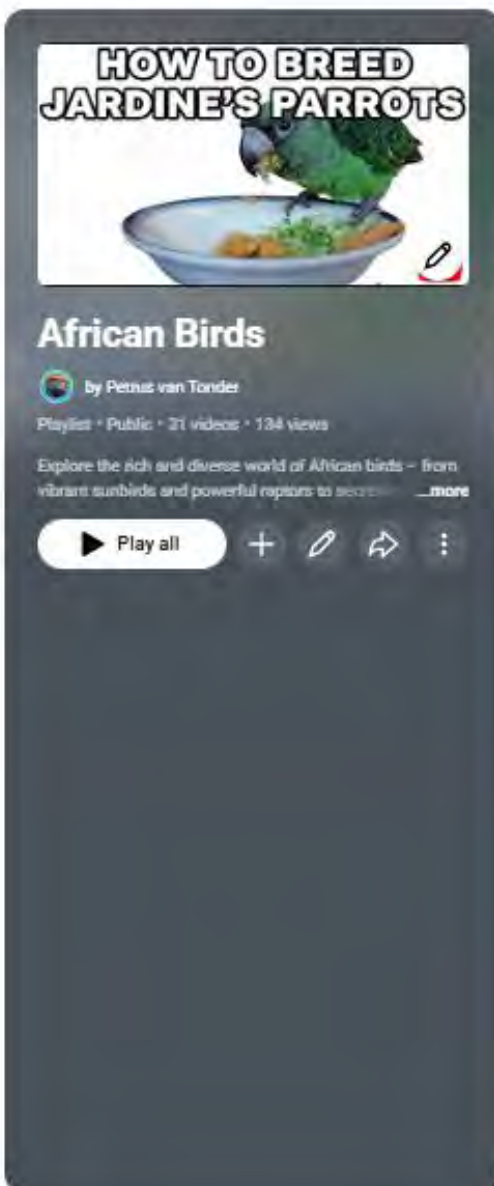 HOW TO BREED
JARDINE'S PARROTS
African Birds
by Petrus van Tonder
Playlist • Public • 31 videos • 134 views
Explore the rich and diverse world of African birds – from
vibrant sunbirds and powerful raptors to ...more
Play all